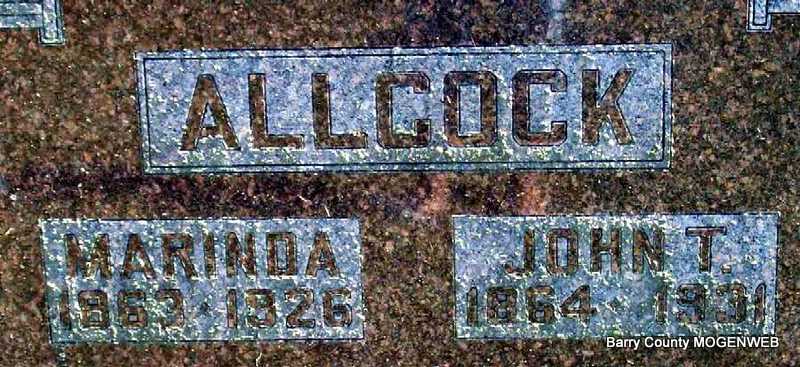 ALLCOCK
MARINDA
1863 · 1926
JOHN T.
1864 · 1931
Barry County MOGENWEB